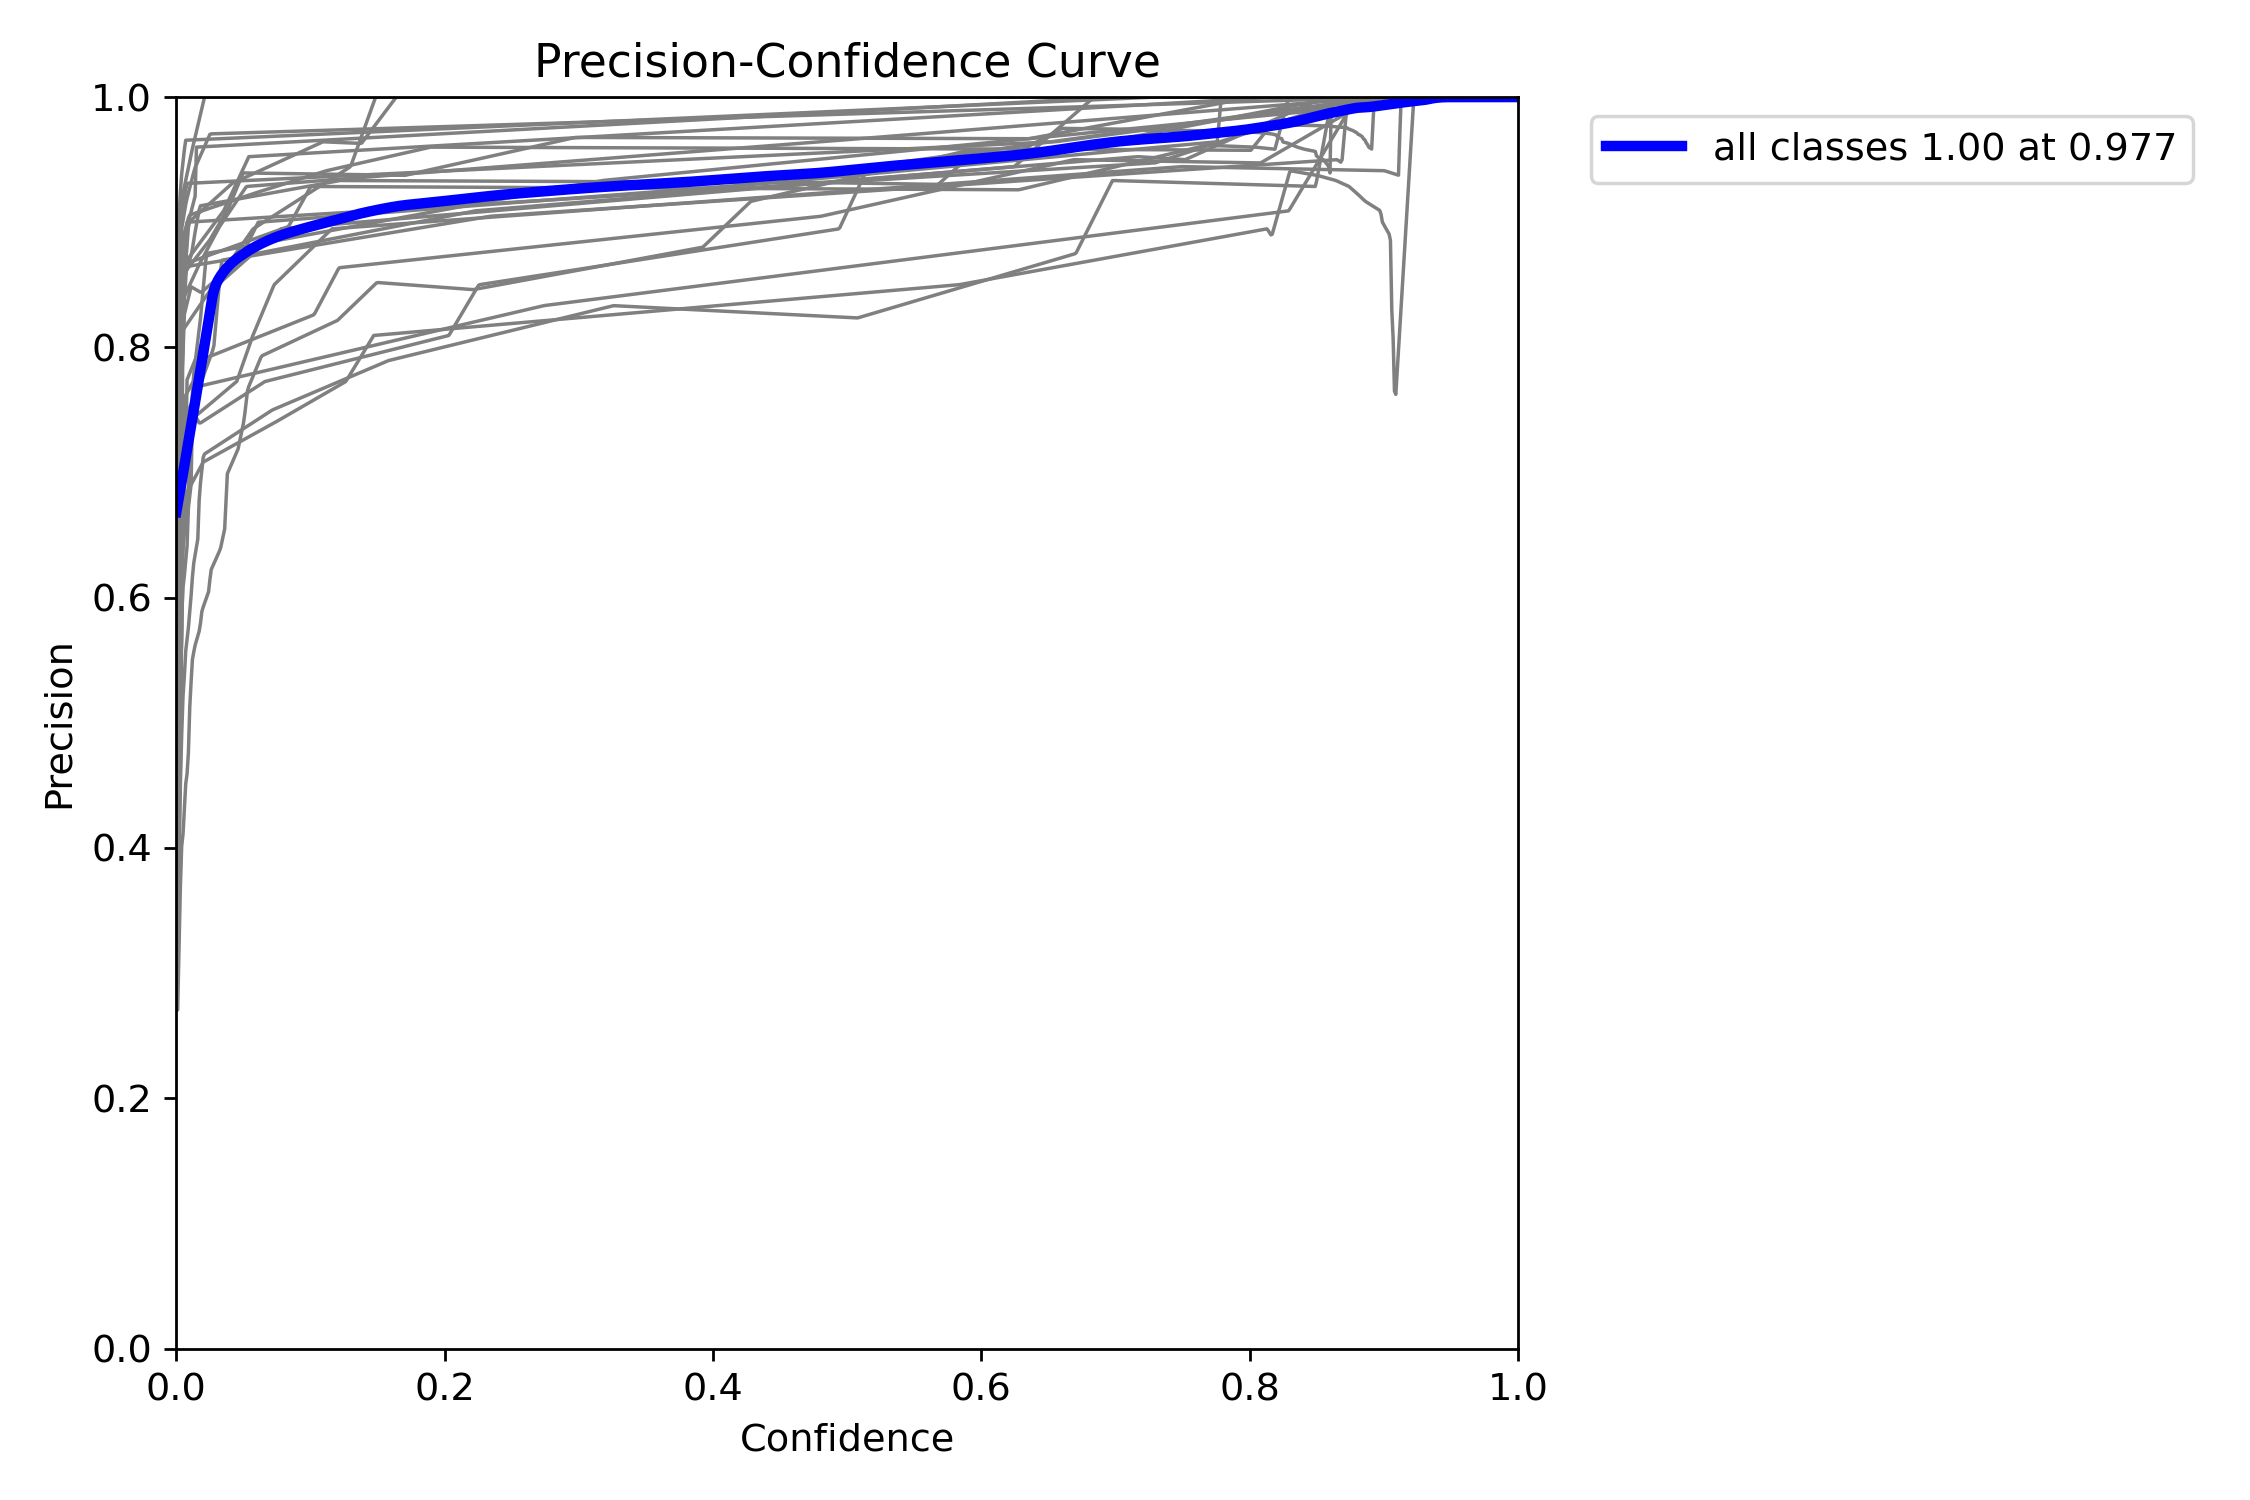 Precision-Confidence Curve
all classes 1.00 at 0.977
1.0
0.8
0.6
0.4
0.2
0.0
Precision
0.0 0.2 0.4 0.6 0.8 1.0
Confidence